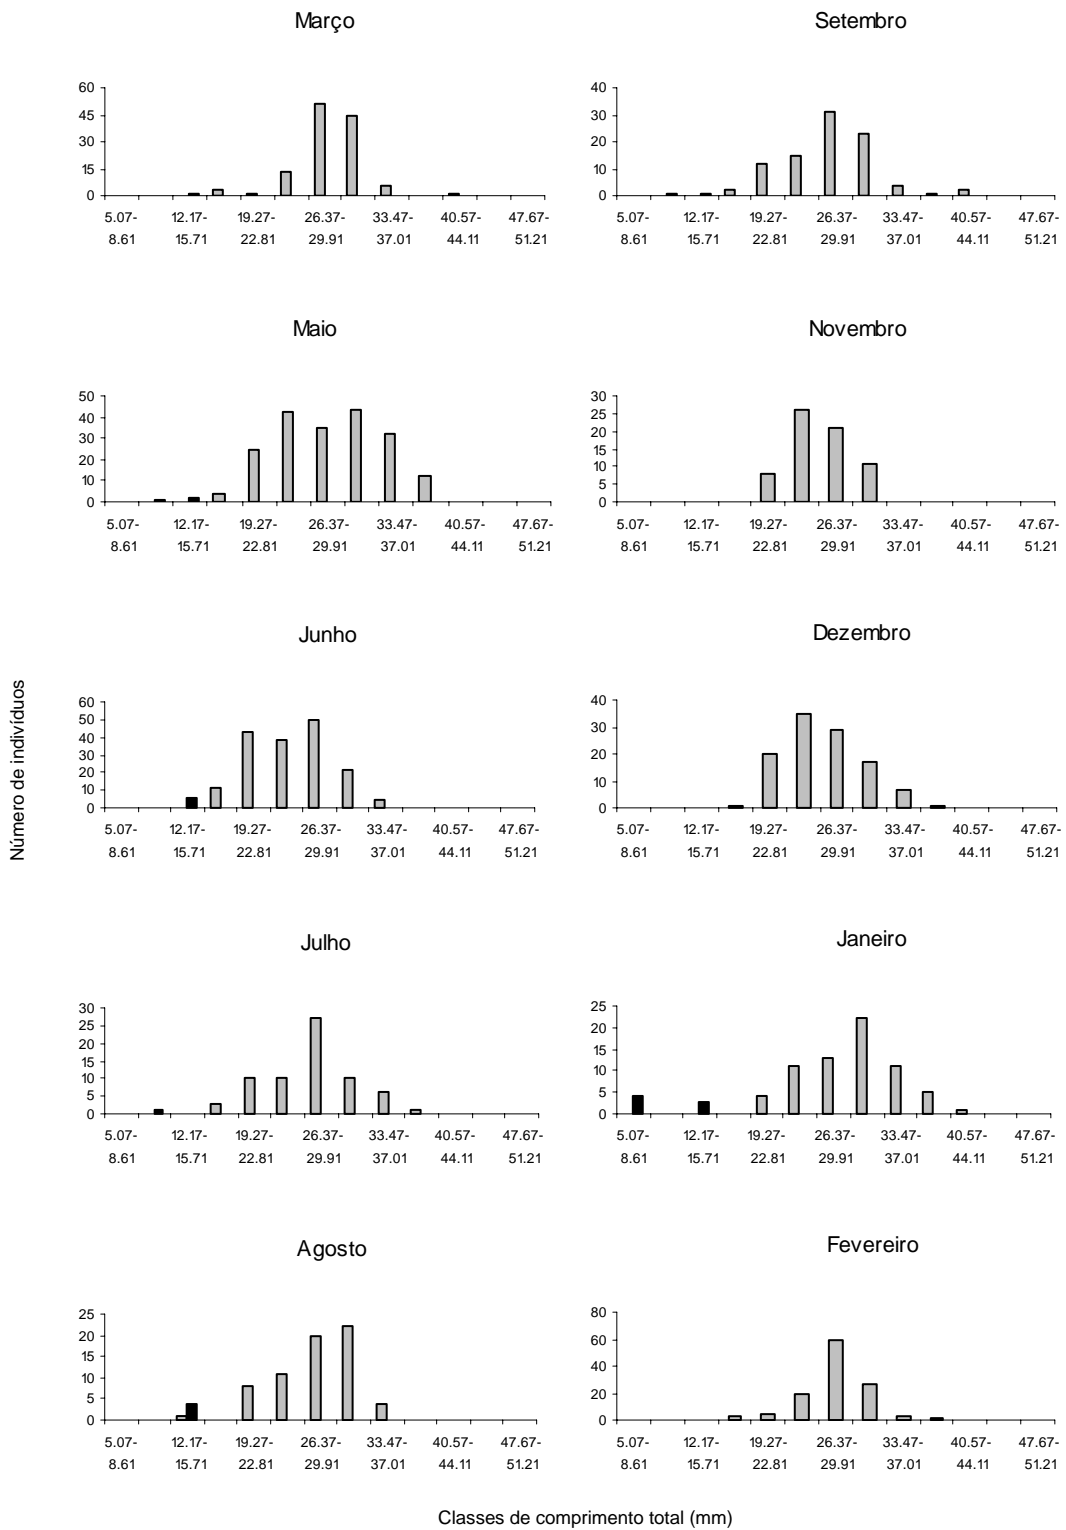 Março
60
45
30
15
0
5.07- 12.17- 19.27- 26.37- 33.47- 40.57- 47.67-
8.61 15.71 22.81 29.91 37.01 44.11 51.21
Setembro
40
30
20
10
0
5.07- 12.17- 19.27- 26.37- 33.47- 40.57- 47.67-
8.61 15.71 22.81 29.91 37.01 44.11 51.21
Maio
50
40
30
20
10
0
5.07- 12.17- 19.27- 26.37- 33.47- 40.57- 47.67-
8.61 15.71 22.81 29.91 37.01 44.11 51.21
Novembro
30
25
20
15
10
5
0
5.07- 12.17- 19.27- 26.37- 33.47- 40.57- 47.67-
8.61 15.71 22.81 29.91 37.01 44.11 51.21
Número de indivíduos
Junho
60
50
40
30
20
10
0
5.07- 12.17- 19.27- 26.37- 33.47- 40.57- 47.67-
8.61 15.71 22.81 29.91 37.01 44.11 51.21
Dezembro
40
30
20
10
0
5.07- 12.17- 19.27- 26.37- 33.47- 40.57- 47.67-
8.61 15.71 22.81 29.91 37.01 44.11 51.21
Julho
30
25
20
15
10
5
0
5.07- 12.17- 19.27- 26.37- 33.47- 40.57- 47.67-
8.61 15.71 22.81 29.91 37.01 44.11 51.21
Janeiro
25
20
15
10
5
0
5.07- 12.17- 19.27- 26.37- 33.47- 40.57- 47.67-
8.61 15.71 22.81 29.91 37.01 44.11 51.21
Agosto
25
20
15
10
5
0
5.07- 12.17- 19.27- 26.37- 33.47- 40.57- 47.67-
8.61 15.71 22.81 29.91 37.01 44.11 51.21
Fevereiro
80
60
40
20
0
5.07- 12.17- 19.27- 26.37- 33.47- 40.57- 47.67-
8.61 15.71 22.81 29.91 37.01 44.11 51.21
Classes de comprimento total (mm)